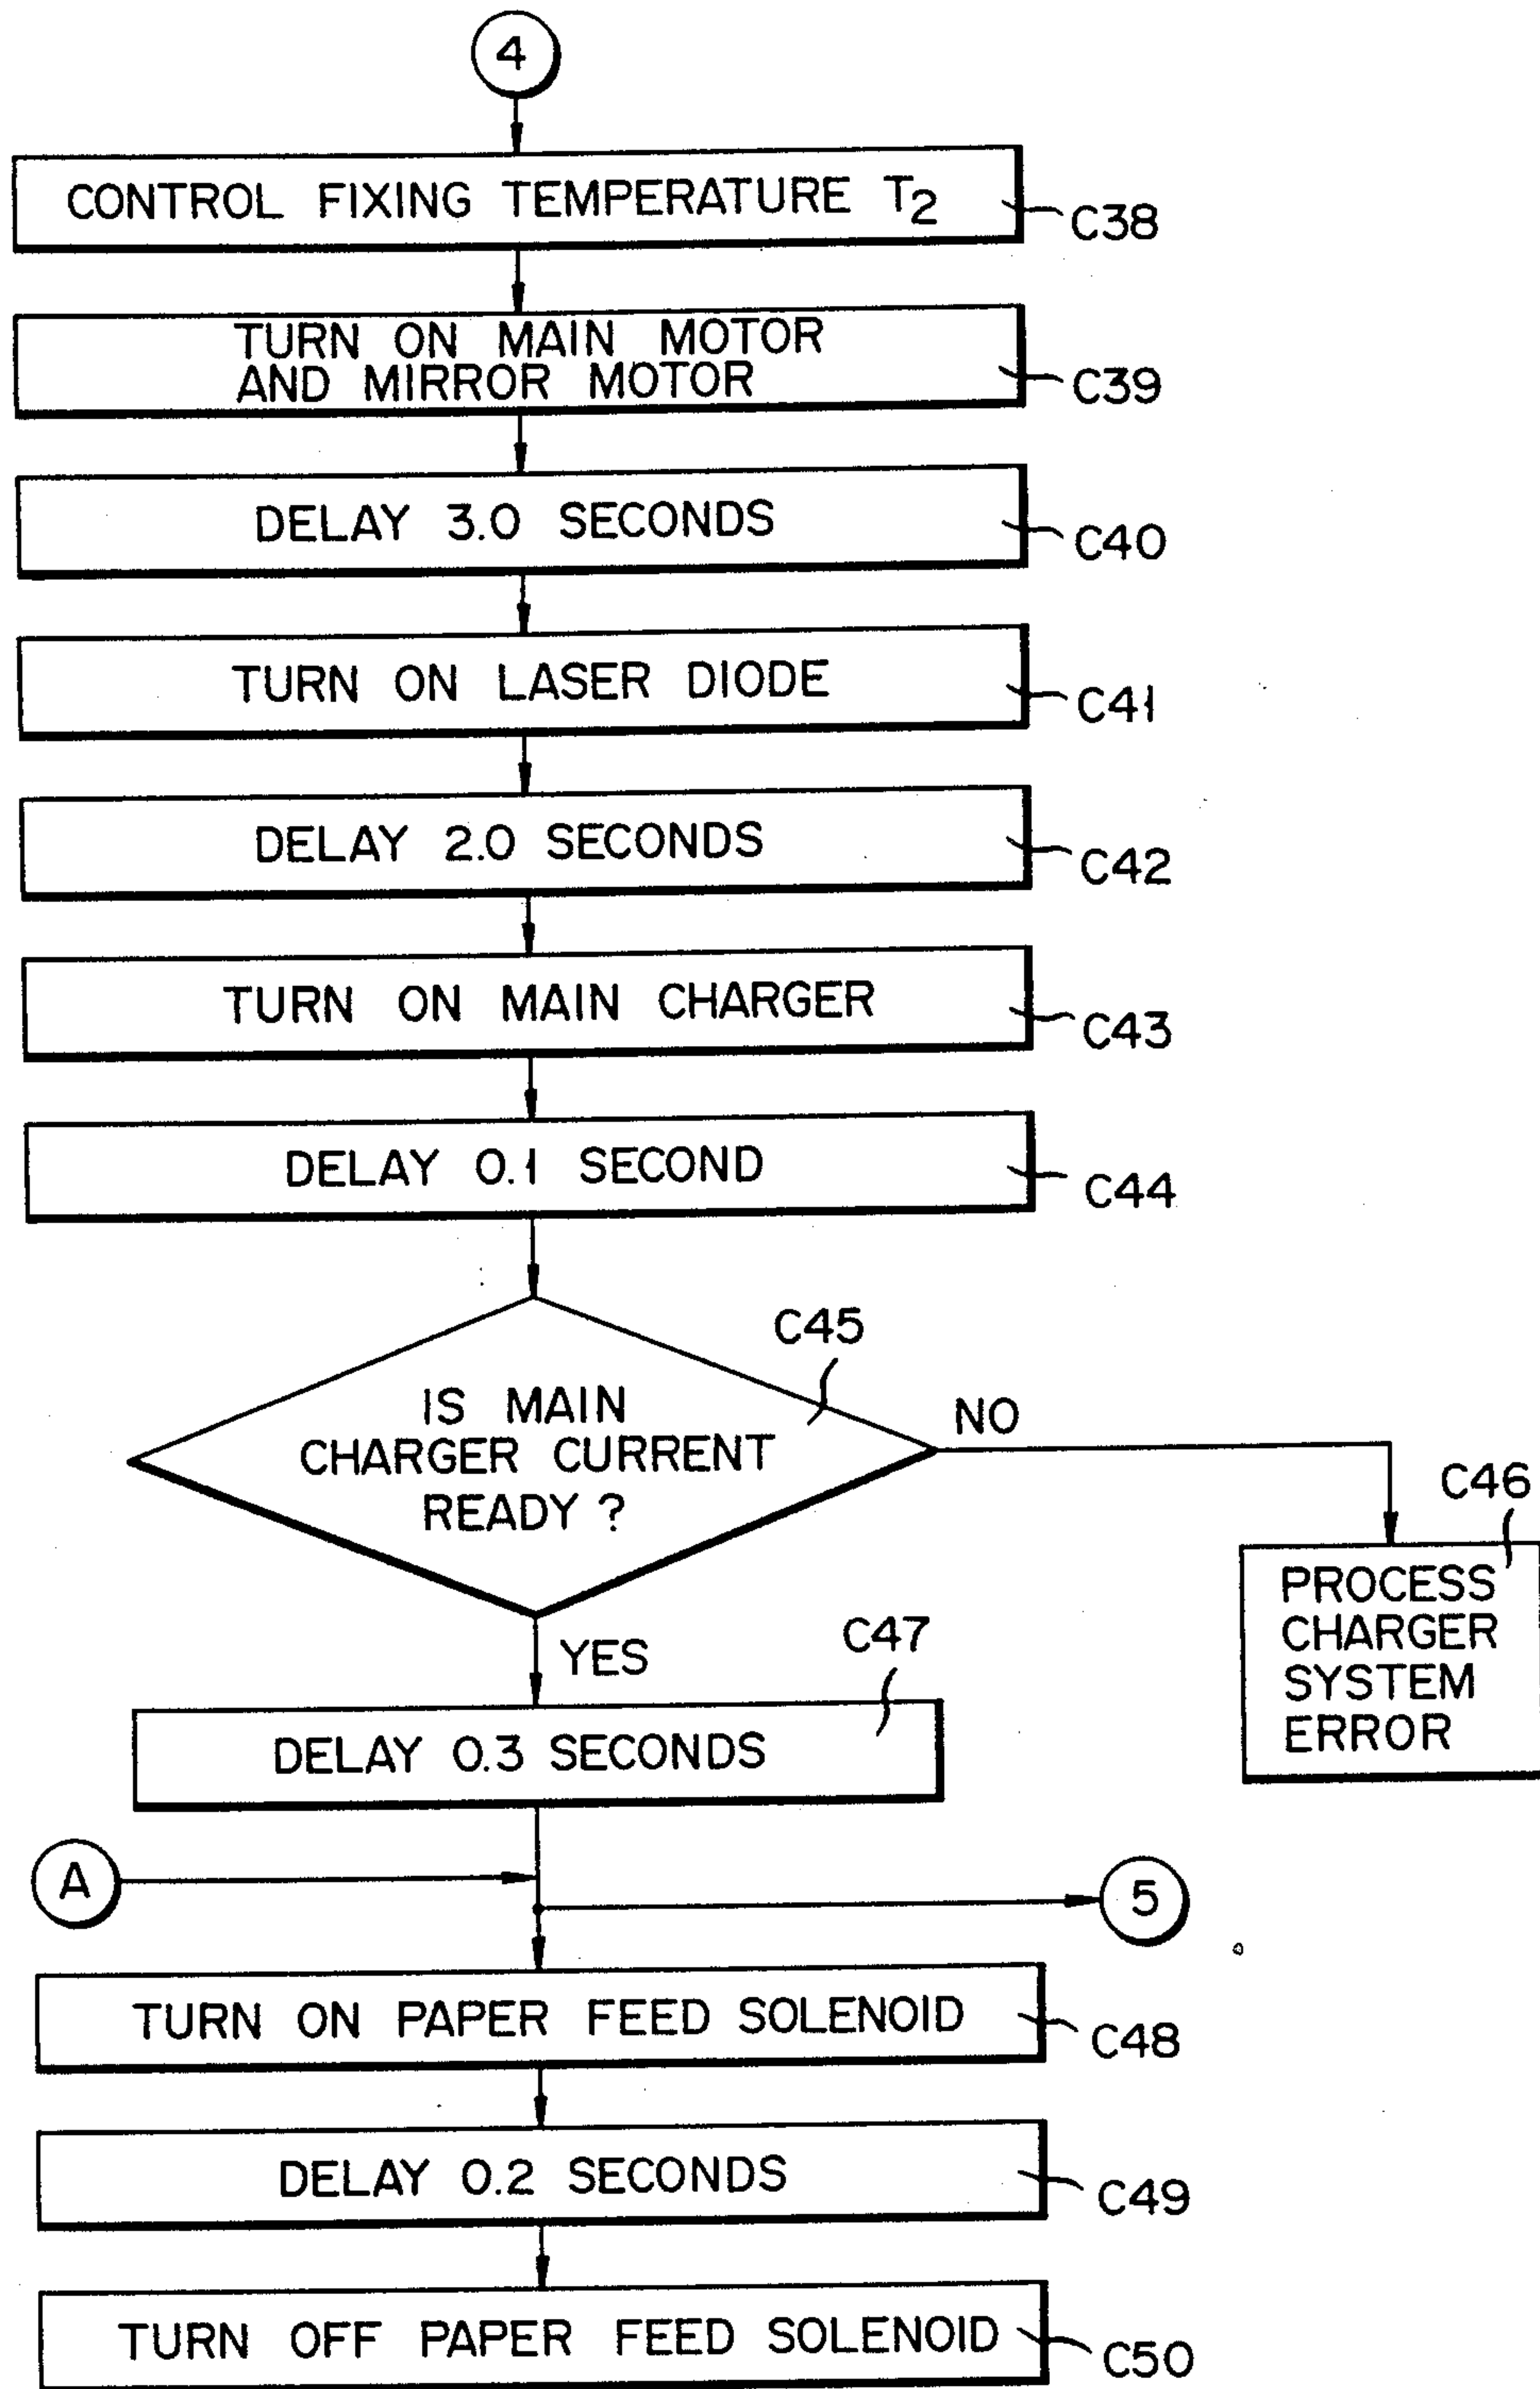 4
CONTROL FIXING TEMPERATURE T2
C38
TURN ON MAIN MOTOR
AND MIRROR MOTOR
C39
DELAY 3.0 SECONDS
C40
TURN ON LASER DIODE
C41
DELAY 2.0 SECONDS
C42
TURN ON MAIN CHARGER
C43
DELAY 0.1 SECOND
C44
C45
IS MAIN
CHARGER CURRENT
READY ?
NO
C46
PROCESS
CHARGER
SYSTEM
ERROR
YES
C47
DELAY 0.3 SECONDS
A
5
TURN ON PAPER FEED SOLENOID
C48
DELAY 0.2 SECONDS
C49
TURN OFF PAPER FEED SOLENOID
C50